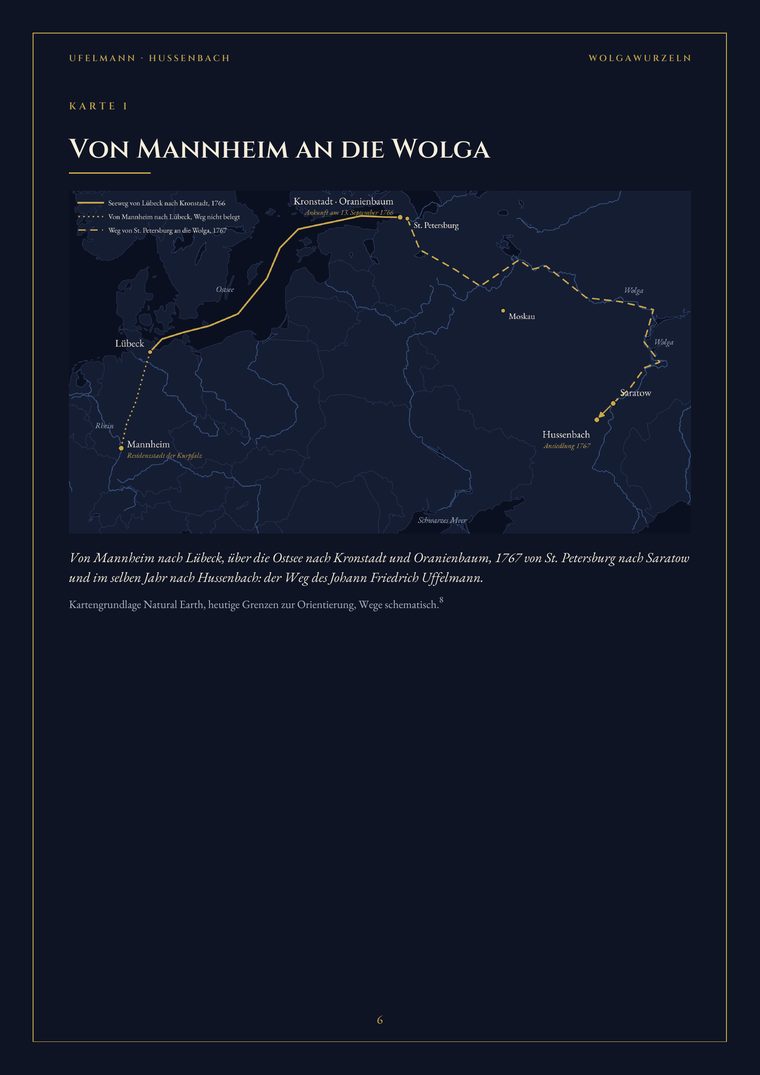 UFELMANN · HUSSENBACH
WOLGAWURZELN
KARTE 1
VON MANNHEIM AN DIE WOLGA
Seeweg von Lübeck nach Kronstadt, 1766
Von Mannheim nach Lübeck, Weg nicht belegt
Weg von St. Petersburg an die Wolga, 1767
Kronstadt · Oranienbaum
Ankunft am 13. September 1766
St. Petersburg
Ostsee
Wolga
Moskau
Lübeck
Wolga
Saratow
Rhein
Mannheim
Residenzstadt der Kurpfalz
Hussenbach
Ansiedlung 1767
Schwarzes Meer
Von Mannheim nach Lübeck, über die Ostsee nach Kronstadt und Oranienbaum, 1767 von St. Petersburg nach Saratow
und im selben Jahr nach Hussenbach: der Weg des Johann Friedrich Uffelmann.
Kartengrundlage Natural Earth, heutige Grenzen zur Orientierung, Wege schematisch.8
6